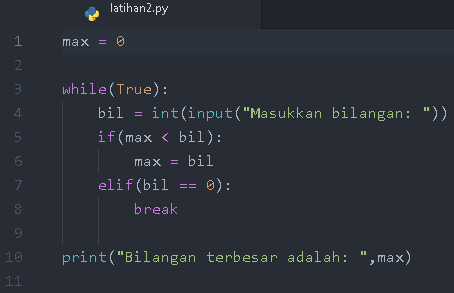 latihan2.py
1 max = 0
2
3 while(True):
4     bil = int(input("Masukkan bilangan: "))
5     if(max < bil):
6         max = bil
7     elif(bil == 0):
8         break
9
10 print("Bilangan terbesar adalah: ",max)
11